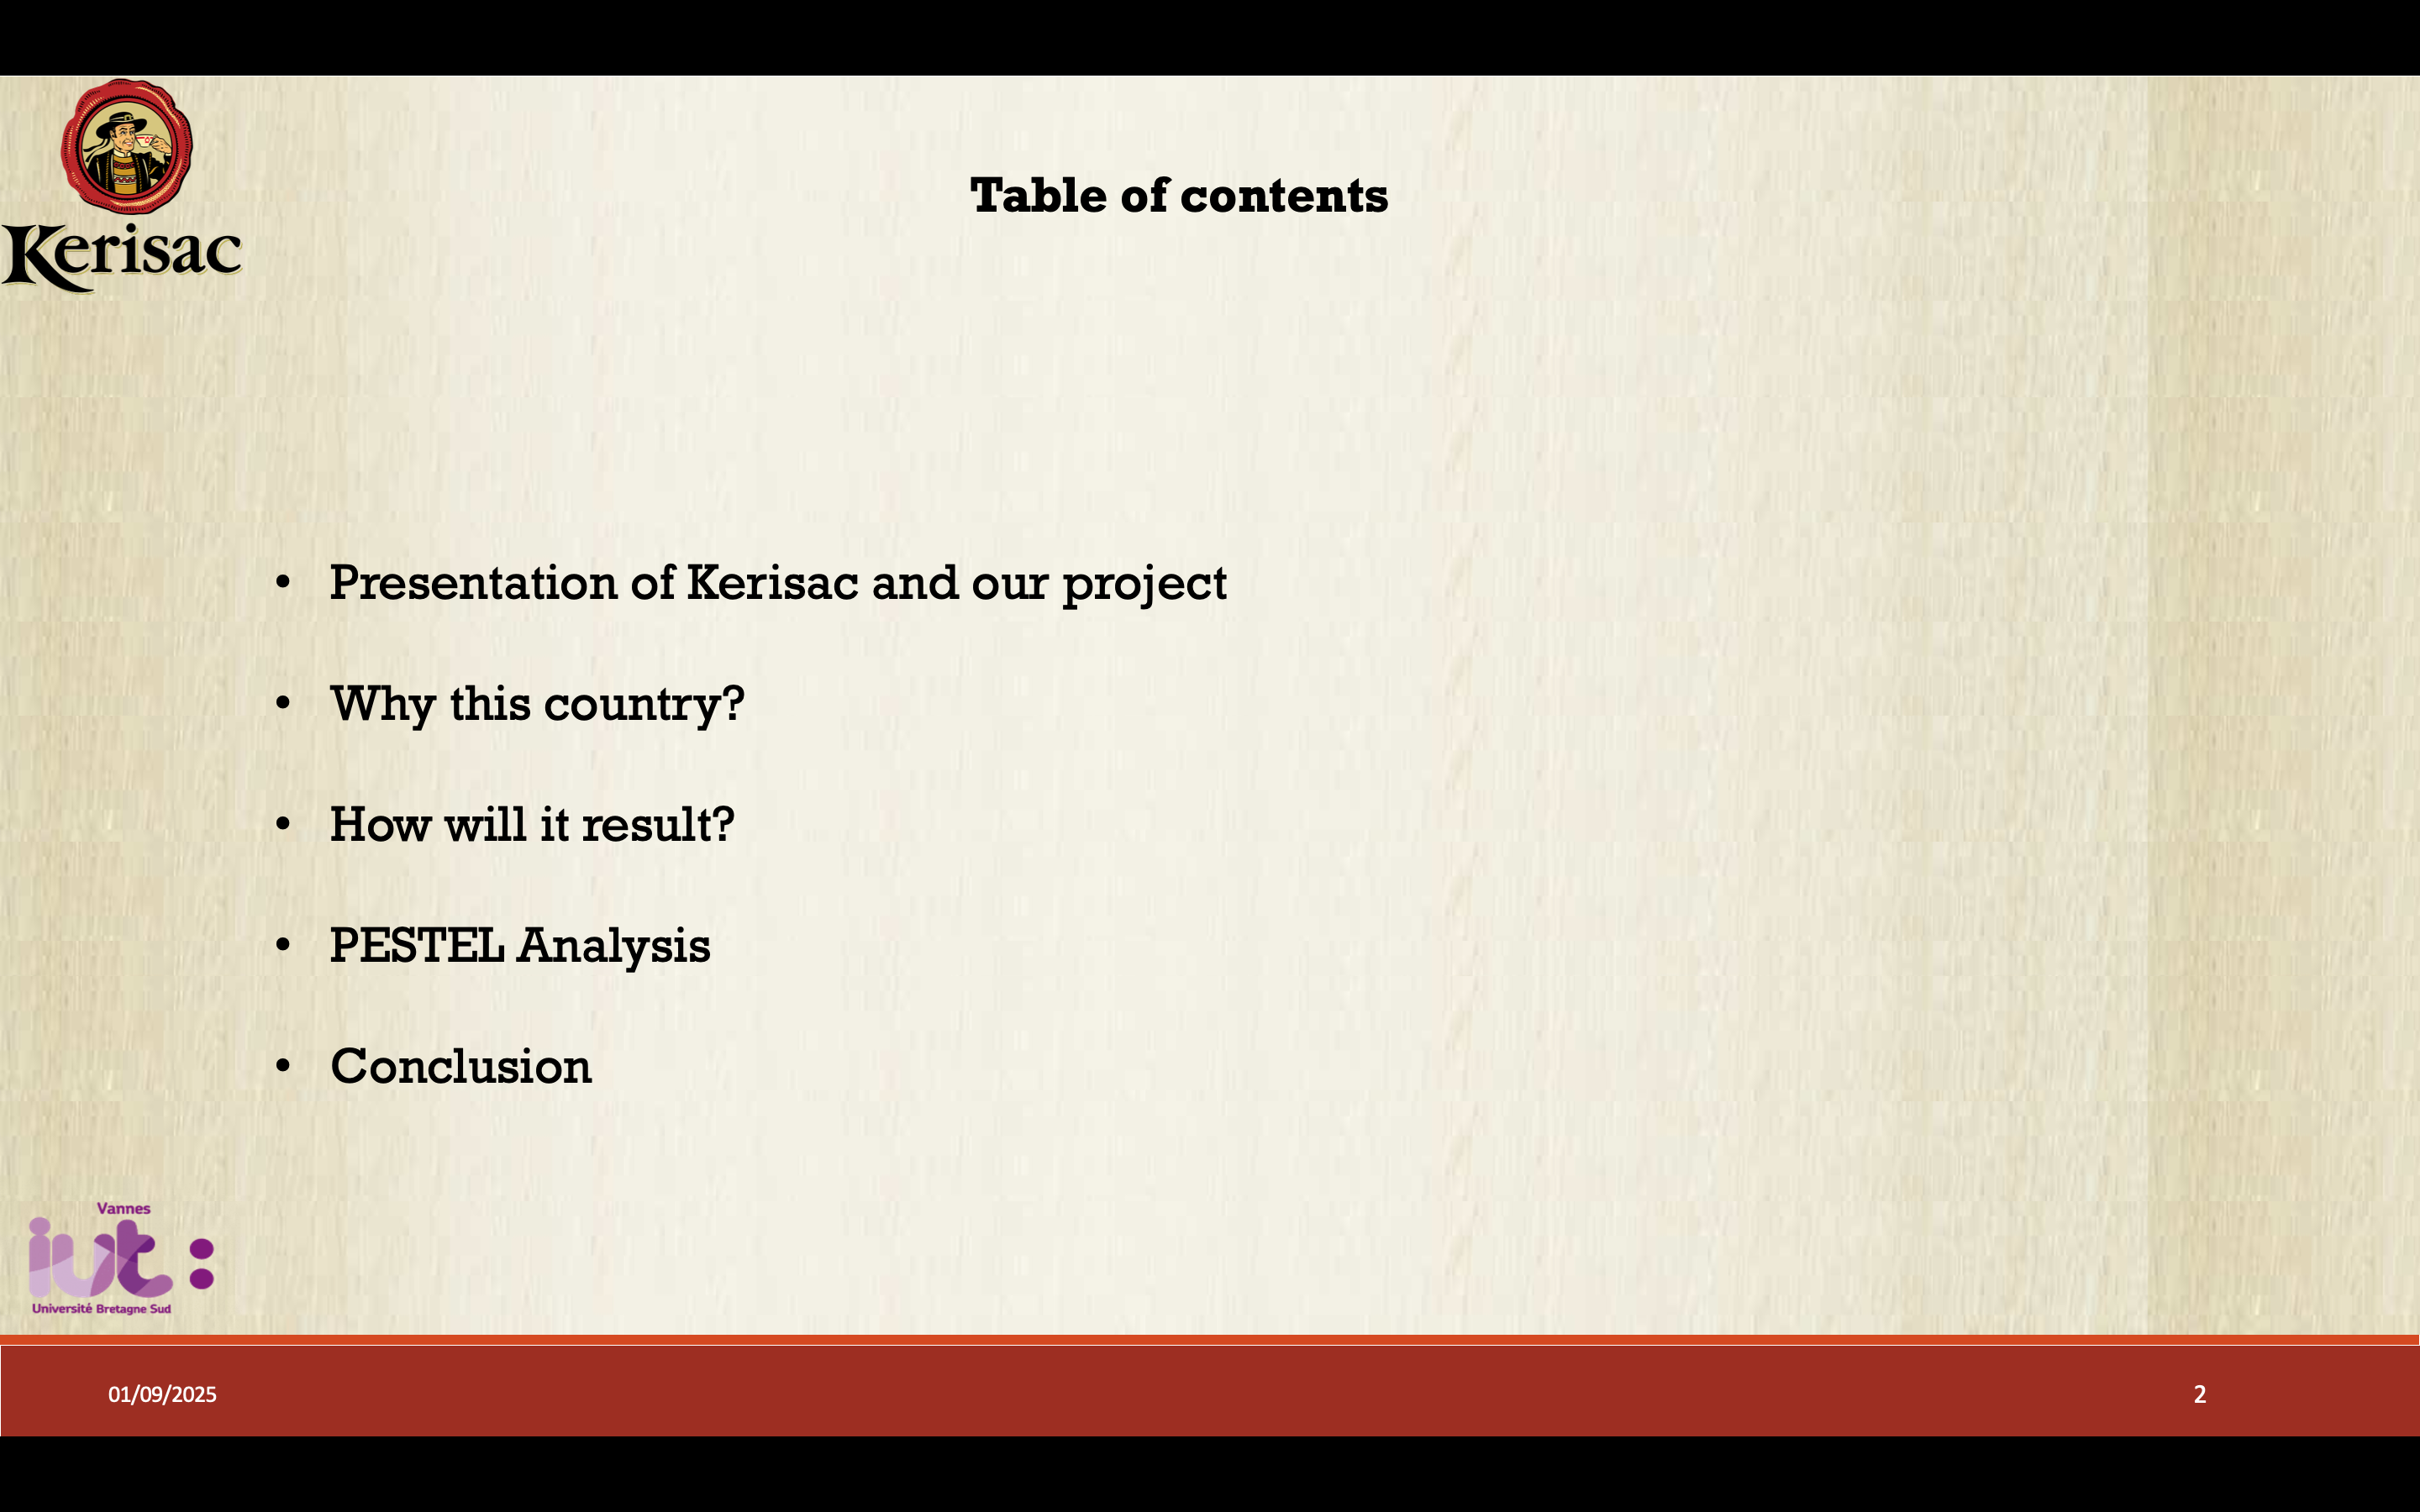 Kerisac
Table of contents
• Presentation of Kerisac and our project
• Why this country?
• How will it result?
• PESTEL Analysis
• Conclusion
Vannes
iut:
Université Bretagne Sud
01/09/2025
2